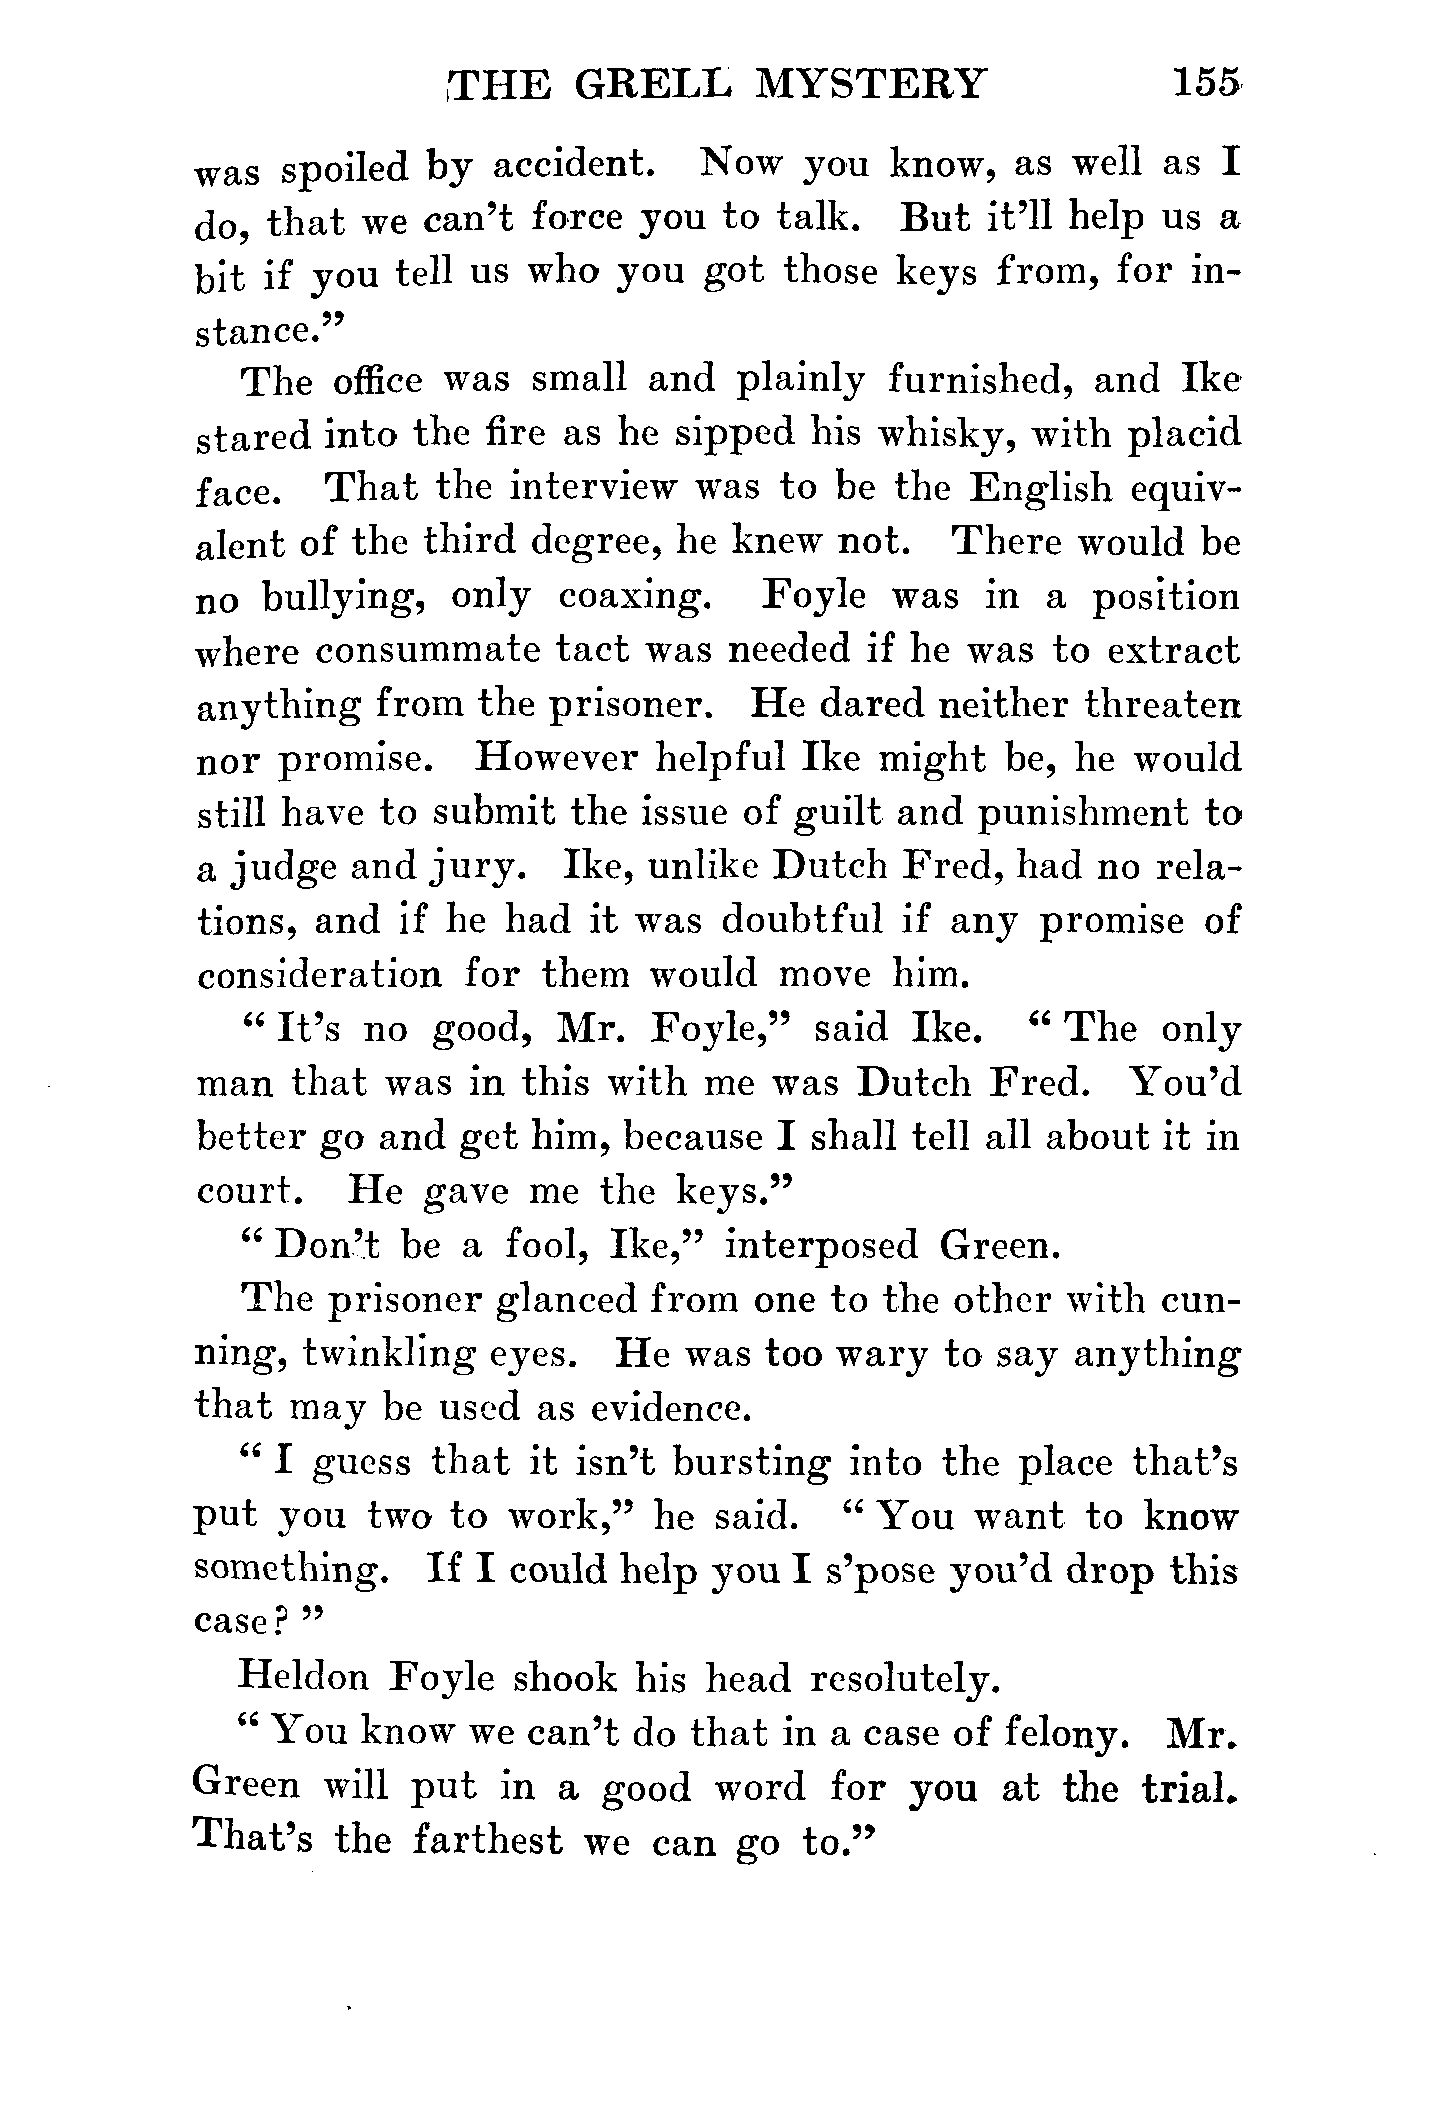 THE GRELL MYSTERY 155
was spoiled by accident. Now you know, as well as I
do, that we can't force you to talk. But it'll help us a
bit if you tell us who you got those keys from, for in-
stance.”
The office was small and plainly furnished, and Ike
stared into the fire as he sipped his whisky, with placid
face. That the interview was to be the English equiv-
alent of the third degree, he knew not. There would be
no bullying, only coaxing. Foyle was in a position
where consummate tact was needed if he was to extract
anything from the prisoner. He dared neither threaten
nor promise. However helpful Ike might be, he would
still have to submit the issue of guilt and punishment to
a judge and jury. Ike, unlike Dutch Fred, had no rela-
tions, and if he had it was doubtful if any promise of
consideration for them would move him.
“ It's no good, Mr. Foyle,” said Ike. “ The only
man that was in this with me was Dutch Fred. You'd
better go and get him, because I shall tell all about it in
court. He gave me the keys.”
“ Don't be a fool, Ike,” interposed Green.
The prisoner glanced from one to the other with cun-
ning, twinkling eyes. He was too wary to say anything
that may be used as evidence.
“ I guess that it isn't bursting into the place that's
put you two to work,” he said. “ You want to know
something. If I could help you I s'pose you'd drop this
case? ”
Heldon Foyle shook his head resolutely.
“ You know we can't do that in a case of felony. Mr.
Green will put in a good word for you at the trial.
That's the farthest we can go to.”